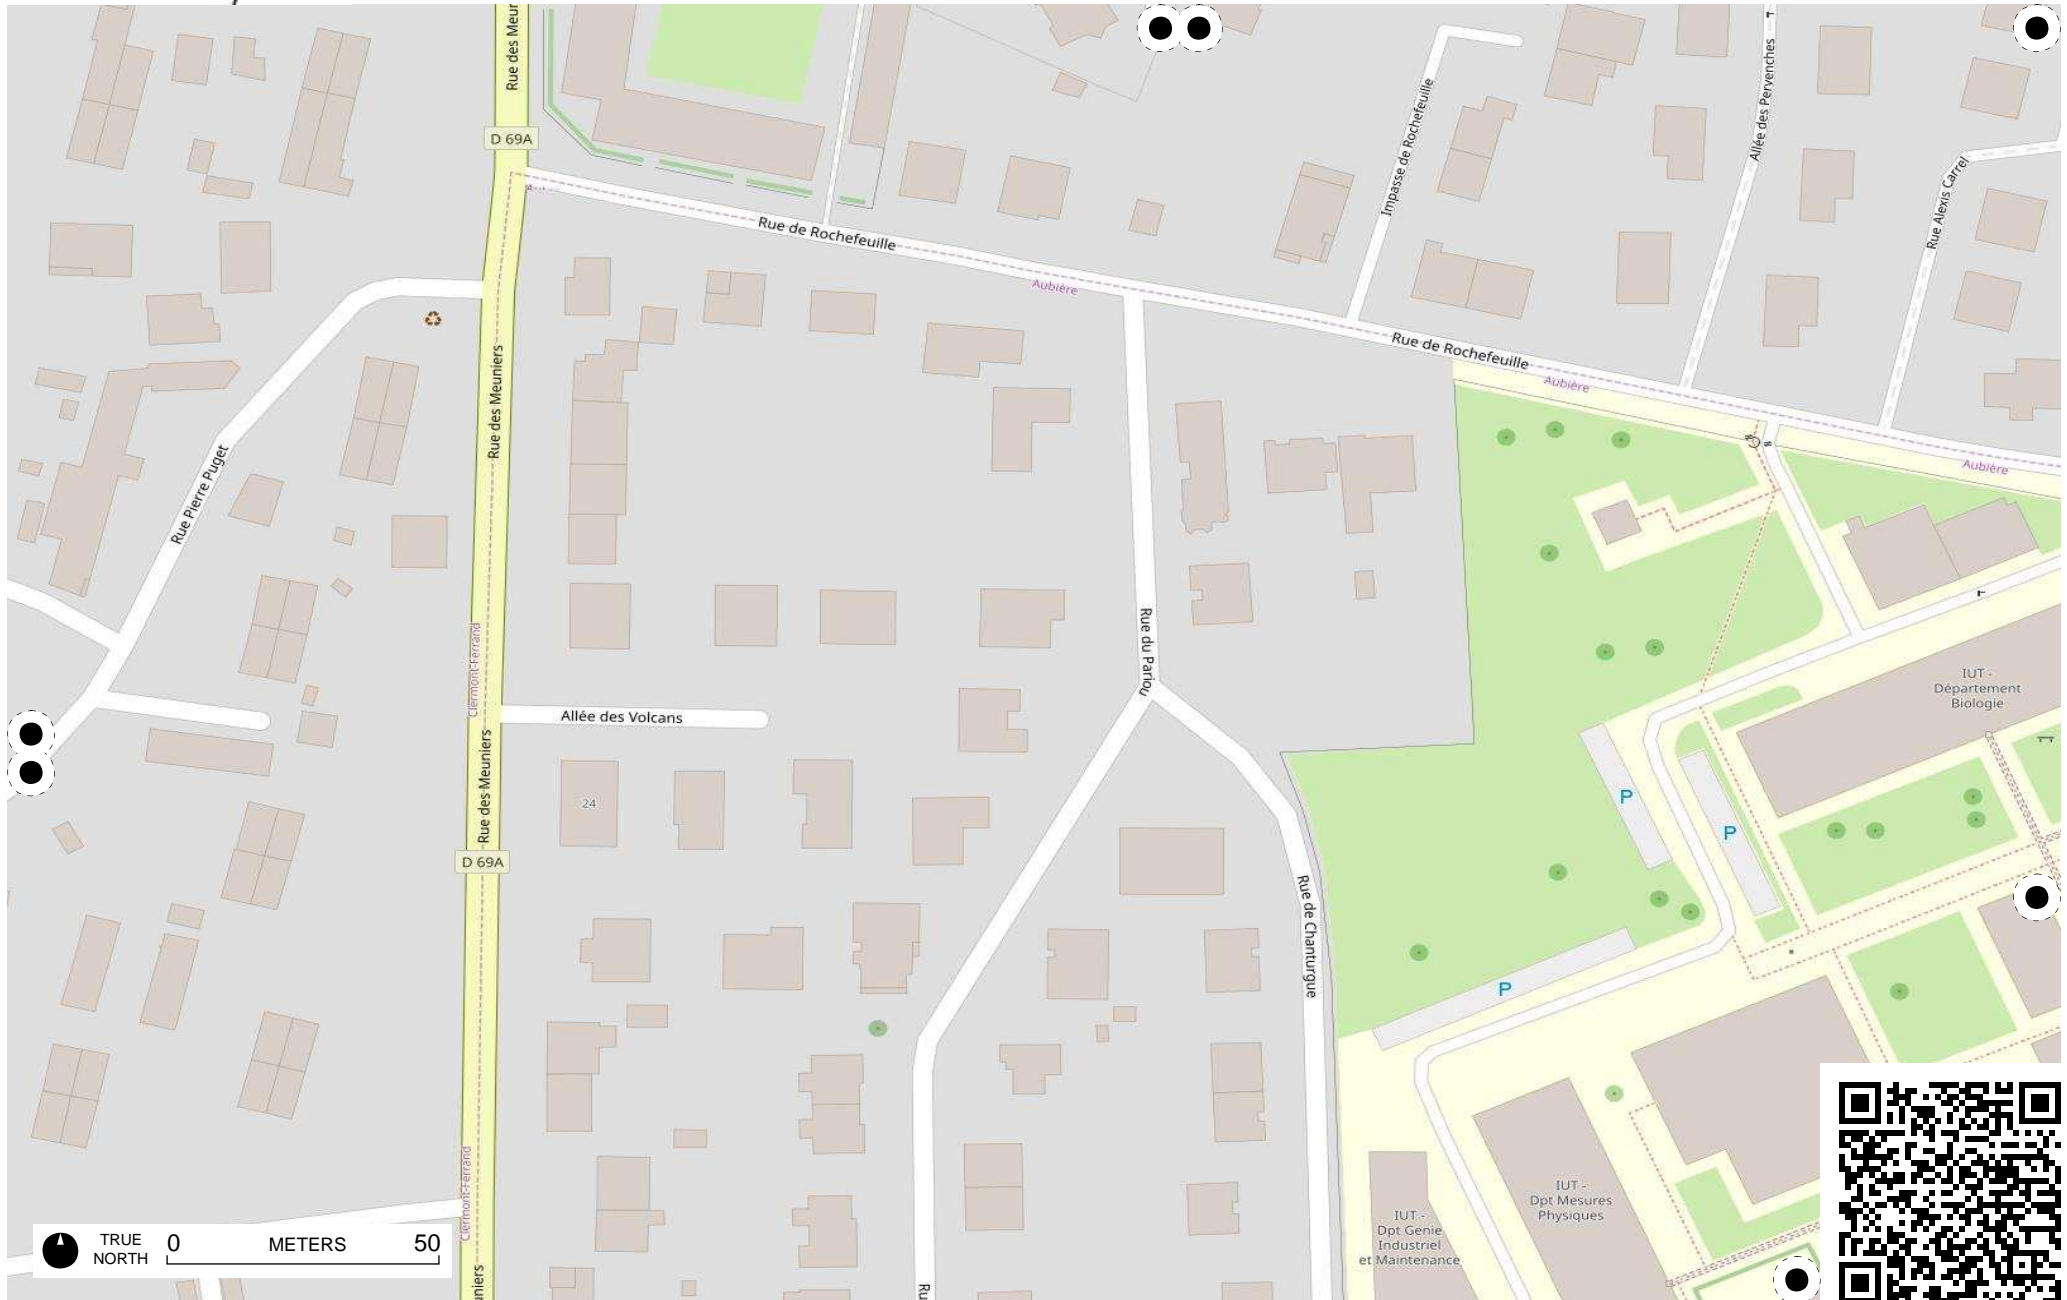 Rue des Meur
D 69A
Rue de Rochefeuille
Aubière
Impasse de Rochefeuille
Allée des Pervenches
Rue Alexis Carrel
Rue de Rochefeuille
Aubière
Aubière
Rue des Meuniers
Rue Pierre Puget
Clermont-Ferrand
Rue du Pariou
Allée des Volcans
IUT -
Département
Biologie
Rue des Meuniers
24
P
P
D 69A
Rue de Chanturgue
P
Clermont-Ferrand
IUT -
Dpt Mesures
Physiques
IUT -
Dpt Genie
Industriel
et Maintenance
TRUE
NORTH
0 METERS 50
uniers
Ru